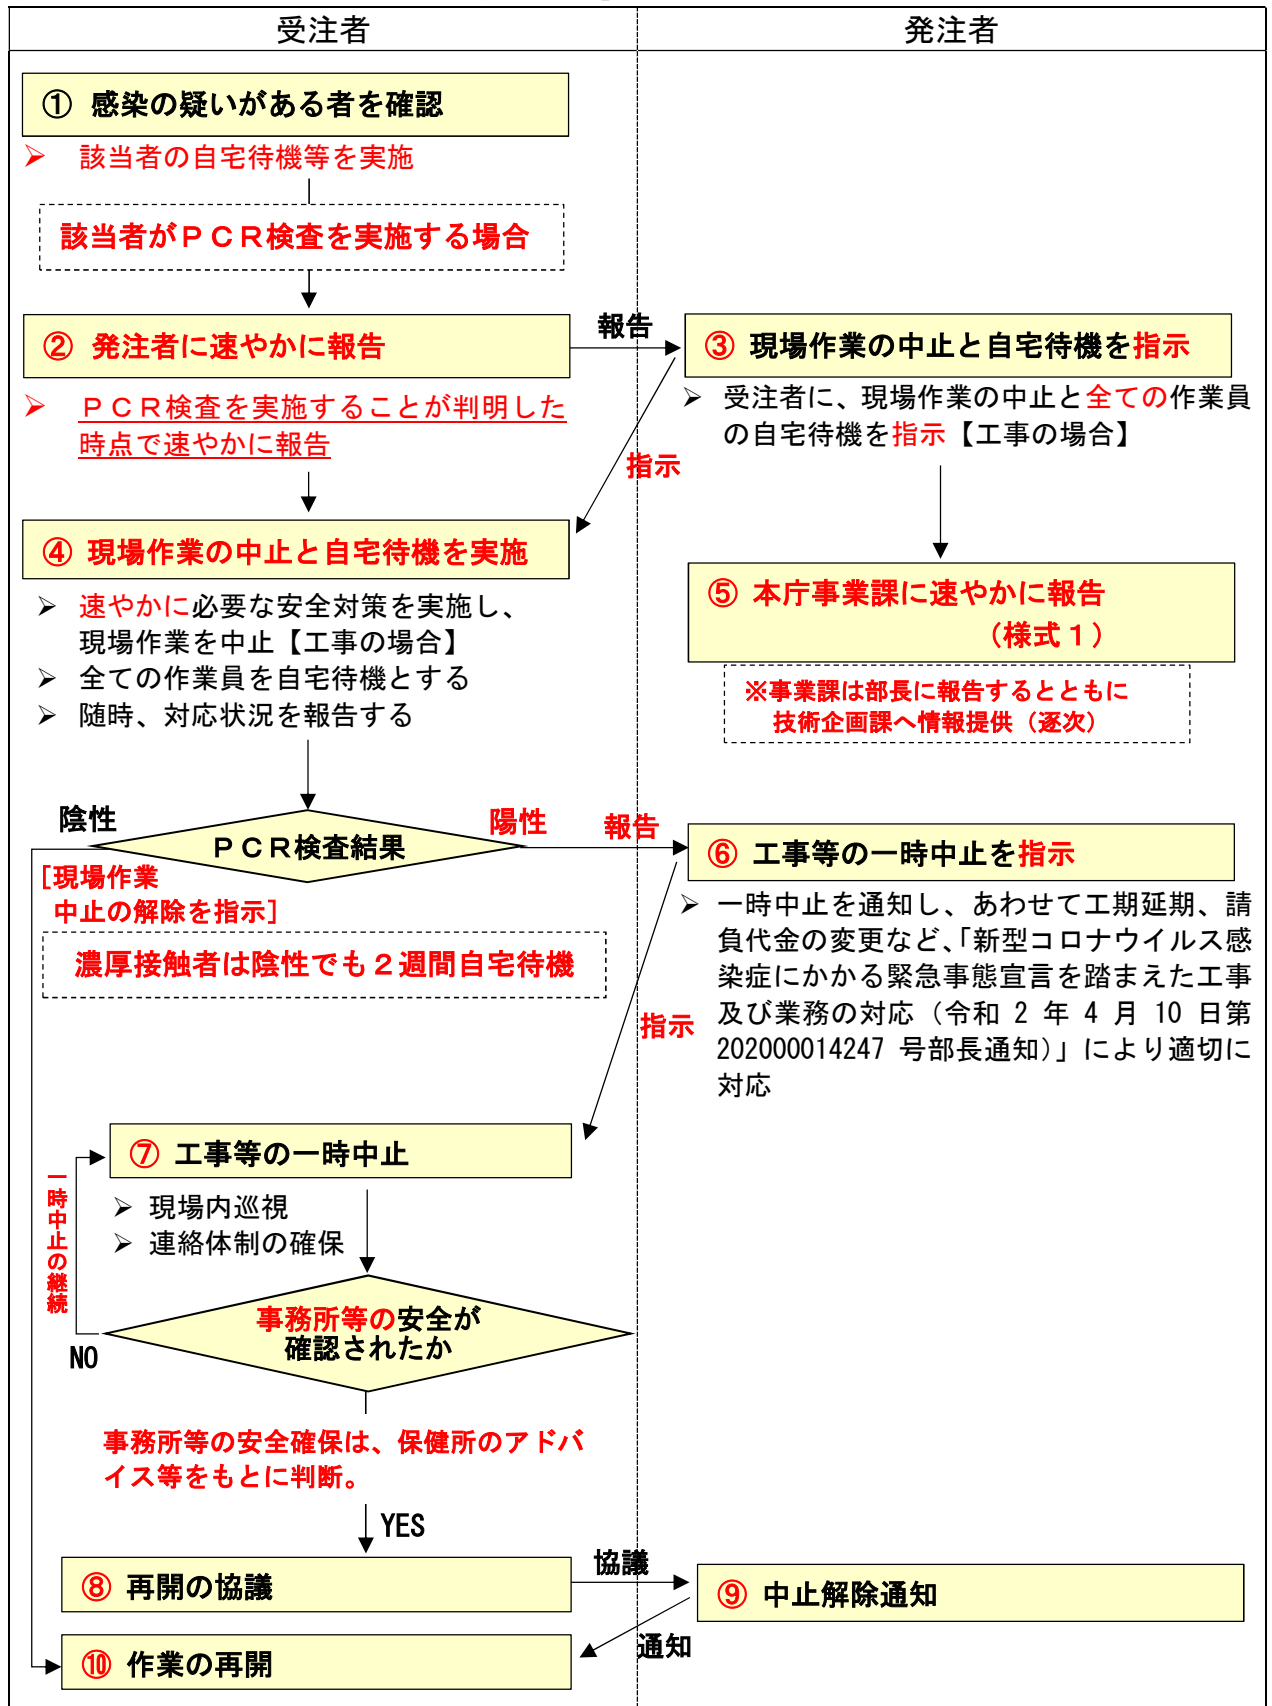 受注者
発注者
① 感染の疑いがある者を確認
➢ 該当者の自宅待機等を実施
該当者がＰＣＲ検査を実施する場合
② 発注者に速やかに報告
報告
③ 現場作業の中止と自宅待機を指示
➢ ＰＣＲ検査を実施することが判明した
時点で速やかに報告
➢ 受注者に、現場作業の中止と全ての作業員
の自宅待機を指示【工事の場合】
指示
④ 現場作業の中止と自宅待機を実施
➢ 速やかに必要な安全対策を実施し、
現場作業を中止【工事の場合】
➢ 全ての作業員を自宅待機とする
➢ 随時、対応状況を報告する
⑤ 本庁事業課に速やかに報告
（様式１）
※事業課は部長に報告するとともに
技術企画課へ情報提供（逐次）
陰性
ＰＣＲ検査結果
陽性
報告
⑥ 工事等の一時中止を指示
［現場作業
中止の解除を指示］
濃厚接触者は陰性でも２週間自宅待機
➢ 一時中止を通知し、あわせて工期延期、請
負代金の変更など、「新型コロナウイルス感
染症にかかる緊急事態宣言を踏まえた工事
及び業務の対応（令和 2 年 4 月 10 日第
202000014247 号部長通知）」により適切に
対応
指示
⑦ 工事等の一時中止
➢ 現場内巡視
➢ 連絡体制の確保
一時中止の継続
事務所等の安全が
確認されたか
NO
事務所等の安全確保は、保健所のアドバ
イス等をもとに判断。
YES
⑧ 再開の協議
協議
⑨ 中止解除通知
通知
⑩ 作業の再開